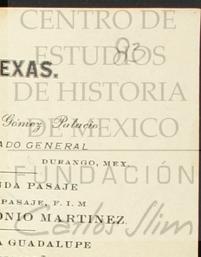 CENTRO DE
ESTUDIOS
93
EXAS.
DE HISTORIA
Gómez Palacio
DE MEXICO
ADO GENERAL
DURANGO, MEX.
FUNDACIÓN
NDA PASAJE
PASAJE, F. I. M
ONIO MARTINEZ.
Carlos Slim
A GUADALUPE